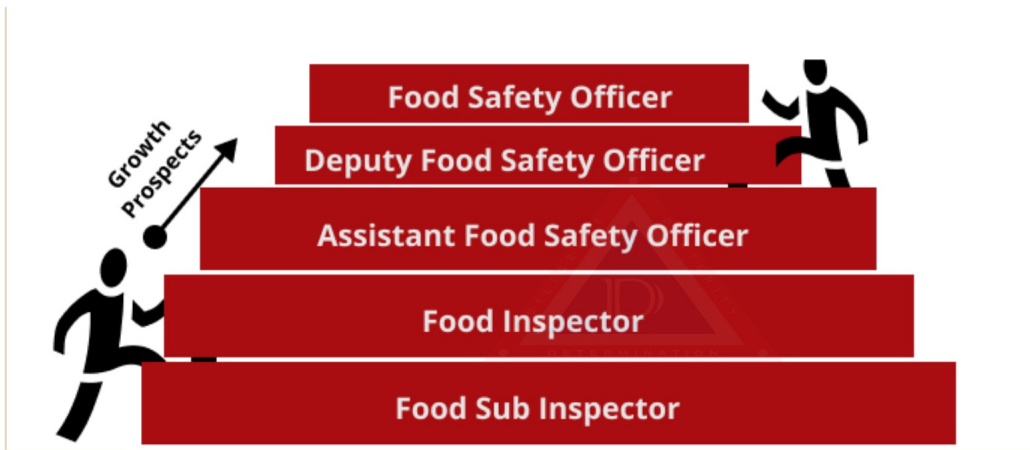 Growth
Prospects
Food Safety Officer
Deputy Food Safety Officer
Assistant Food Safety Officer
Food Inspector
Food Sub Inspector